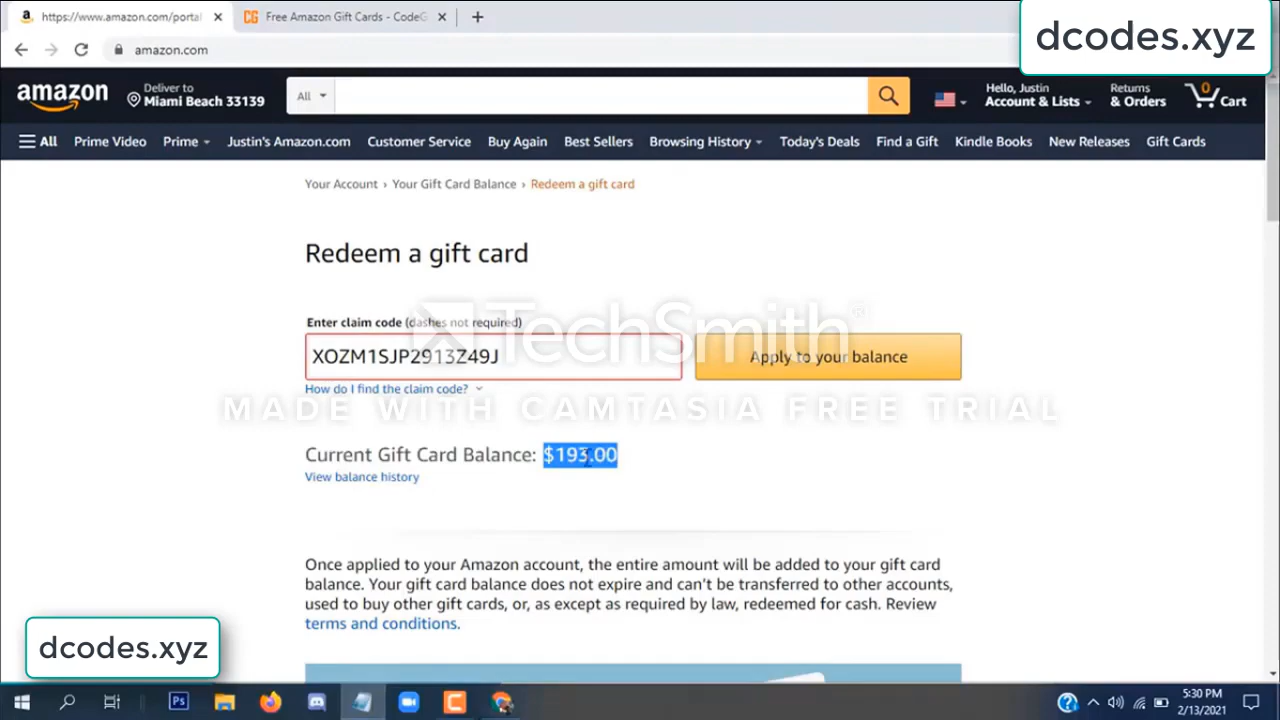 https://www.amazon.com/porta
Free Amazon Gift Cards - CodeG
amazon.com
dcodes.xyz
amazon
Deliver to
Miami Beach 33139
All
Hello, Justin
Account & Lists
Returns
& Orders
0
Cart
All
Prime Video
Prime
Justin's Amazon.com
Customer Service
Buy Again
Best Sellers
Browsing History
Today's Deals
Find a Gift
Kindle Books
New Releases
Gift Cards
Your Account › Your Gift Card Balance › Redeem a gift card
Redeem a gift card
Enter claim code (dashes not required)
XOZM1SJP2913Z49J
Apply to your balance
How do I find the claim code?
TechSmith®
MADE WITH CAMTASIA FREE TRIAL
Current Gift Card Balance: $193.00
View balance history
Once applied to your Amazon account, the entire amount will be added to your gift card
balance. Your gift card balance does not expire and can't be transferred to other accounts,
used to buy other gift cards, or, as except as required by law, redeemed for cash. Review
terms and conditions.
dcodes.xyz
Ps
5:30 PM
2/13/2021